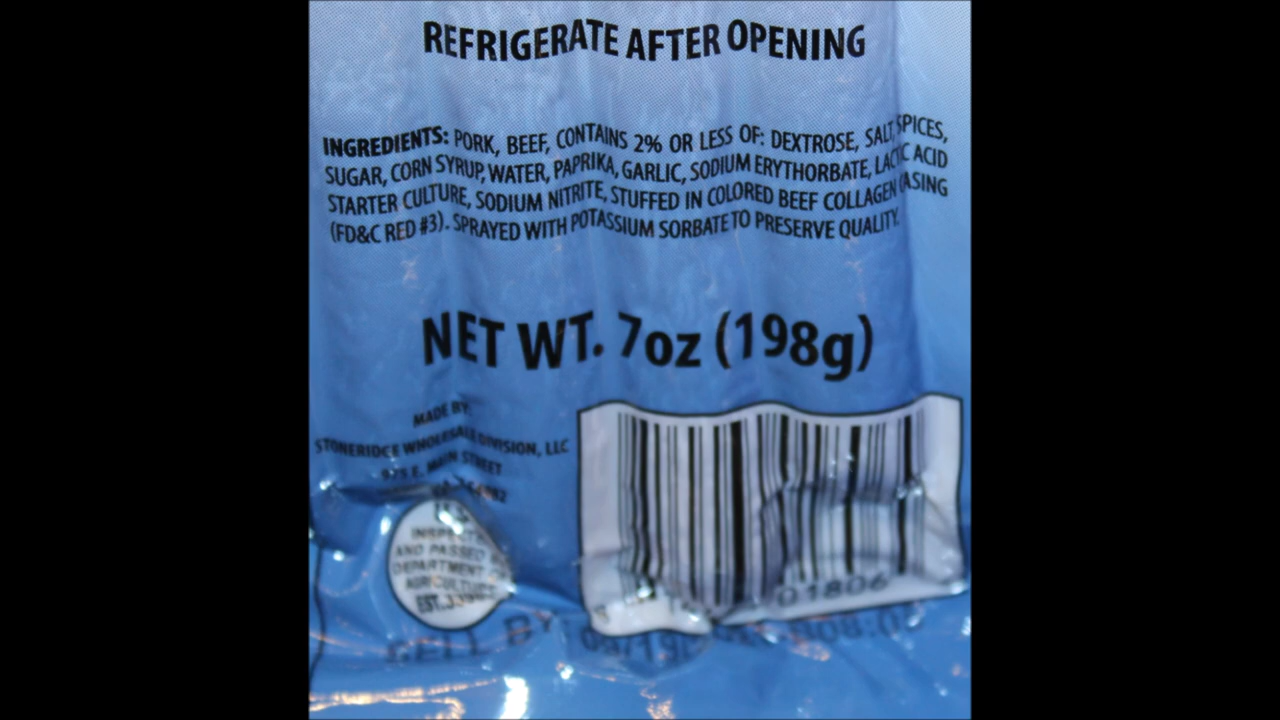 REFRIGERATE AFTER OPENING
INGREDIENTS: PORK, BEEF, CONTAINS 2% OR LESS OF: DEXTROSE, SALT, SPICES,
SUGAR, CORN SYRUP, WATER, PAPRIKA, GARLIC, SODIUM ERYTHORBATE, LACTIC ACID
STARTER CULTURE, SODIUM NITRITE, STUFFED IN COLORED BEEF COLLAGEN CASING
(FD&C RED #3). SPRAYED WITH POTASSIUM SORBATE TO PRESERVE QUALITY.
NET WT. 7oz (198g)
MADE BY:
STONERIDGE WHOLESALE DIVISION, LLC
975 E. MAIN STREET
INSPECTED
AND PASSED
DEPARTMENT
AGRICULTURE
EST.
01806